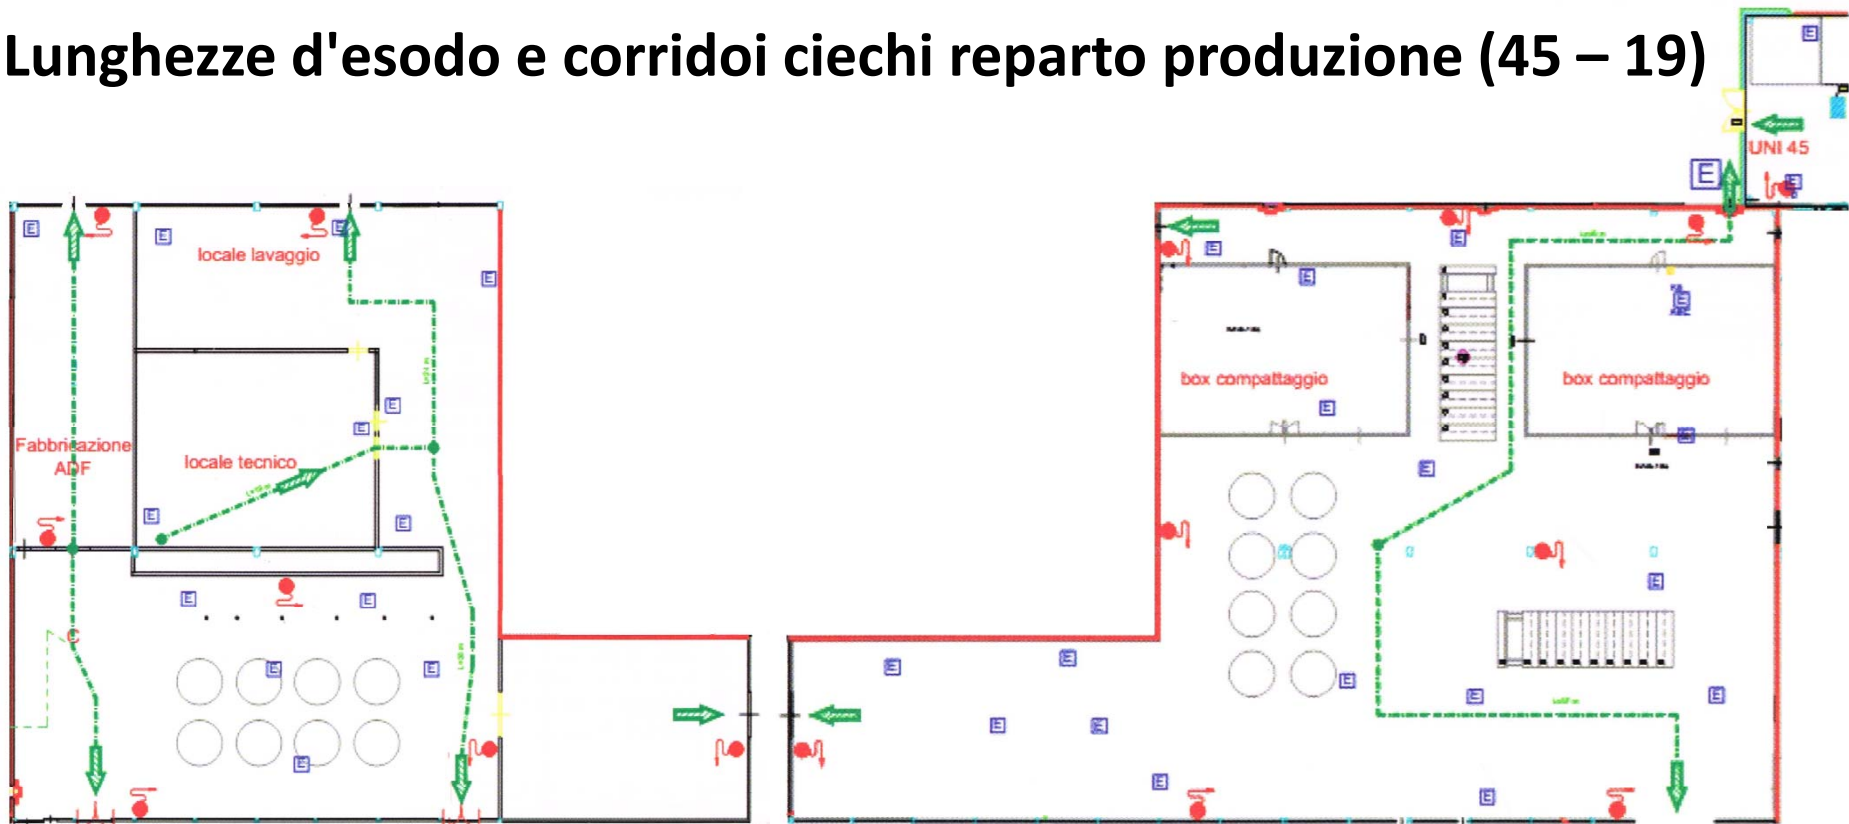 Lunghezze d'esodo e corridoi ciechi reparto produzione (45 – 19)
E
UNI 45
E
E
E
E
E
locale lavaggio
E
E
E
E
E
E
box compattaggio
box compattaggio
E
E
E
E
Fabbricazione
ADF
locale tecnico
E
E
E
E
E
E
C
E
E
E
E
E
E
E
E
E
E
E
E